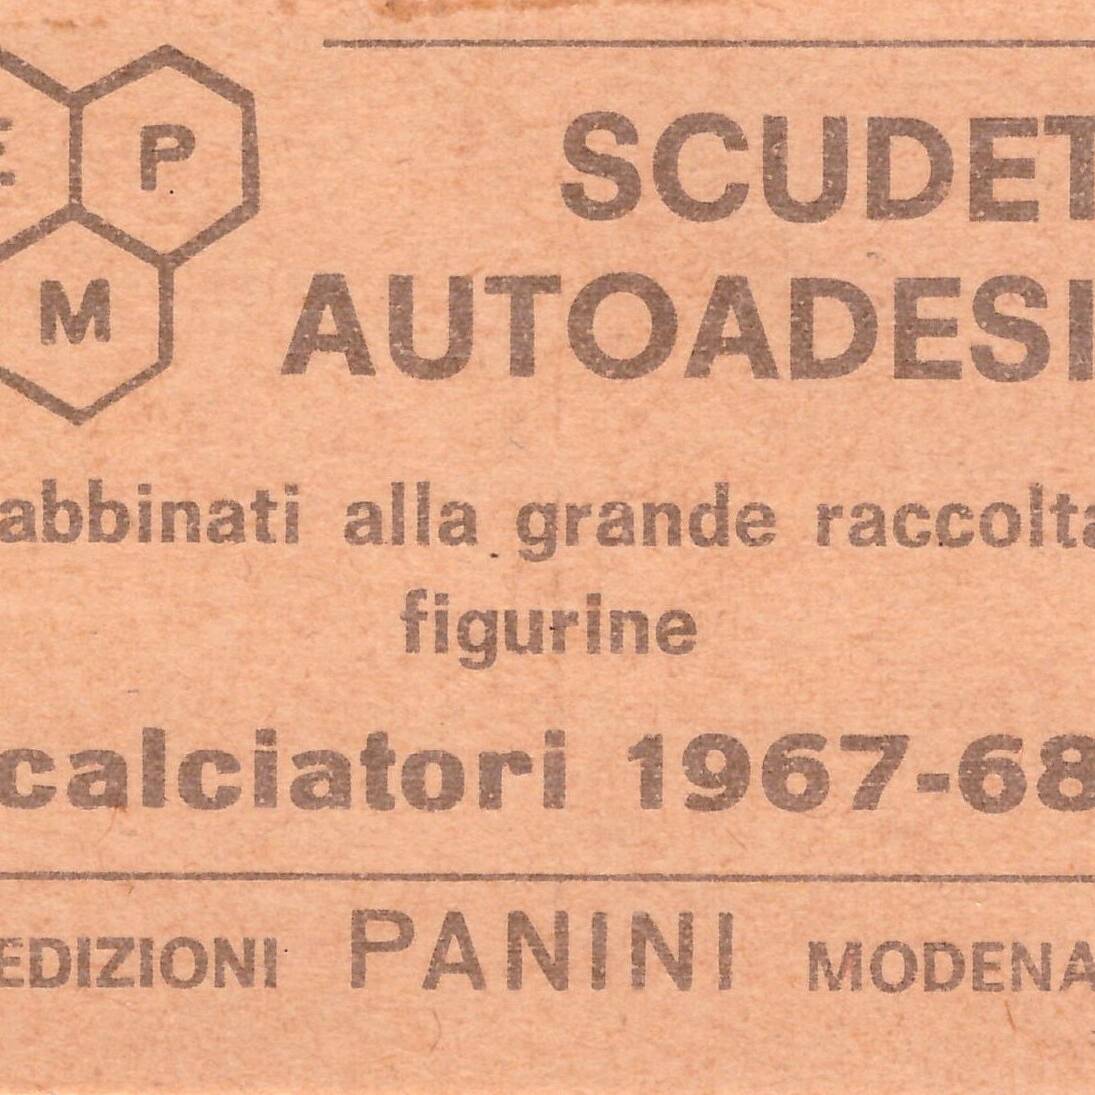 E P
M
SCUDET
AUTOADESI
abbinati alla grande raccolta
figurine
calciatori 1967-68
EDIZIONI PANINI MODENA